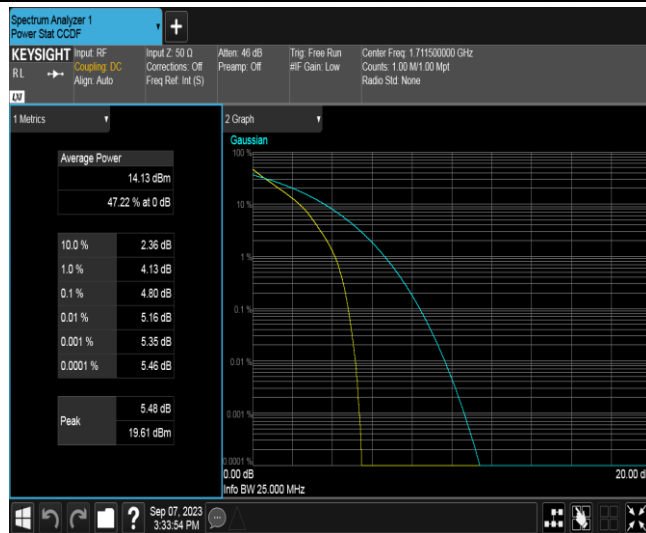 Spectrum Analyzer 1
Power Stat CCDF
+
KEYSIGHT
RL
Input: RF
Coupling: DC
Align: Auto
Input Z: 50 Ω
Corrections: Off
Freq Ref: Int (S)
Atten: 46 dB
Preamp: Off
Trig: Free Run
#IF Gain: Low
Center Freq: 1.711500000 GHz
Counts: 1.00 M/1.00 Mpt
Radio Std: None
1 Metrics
Average Power
14.13 dBm
47.22 % at 0 dB
10.0 % 2.36 dB
1.0 % 4.13 dB
0.1 % 4.80 dB
0.01 % 5.16 dB
0.001 % 5.35 dB
0.0001 % 5.46 dB
Peak
5.48 dB
19.61 dBm
2 Graph
Gaussian
100 %
10 %
1 %
0.1 %
0.01 %
0.001 %
0.0001 %
0.00 dB
20.00 d
Info BW 25.000 MHz
?
Sep 07, 2023
3:33:54 PM